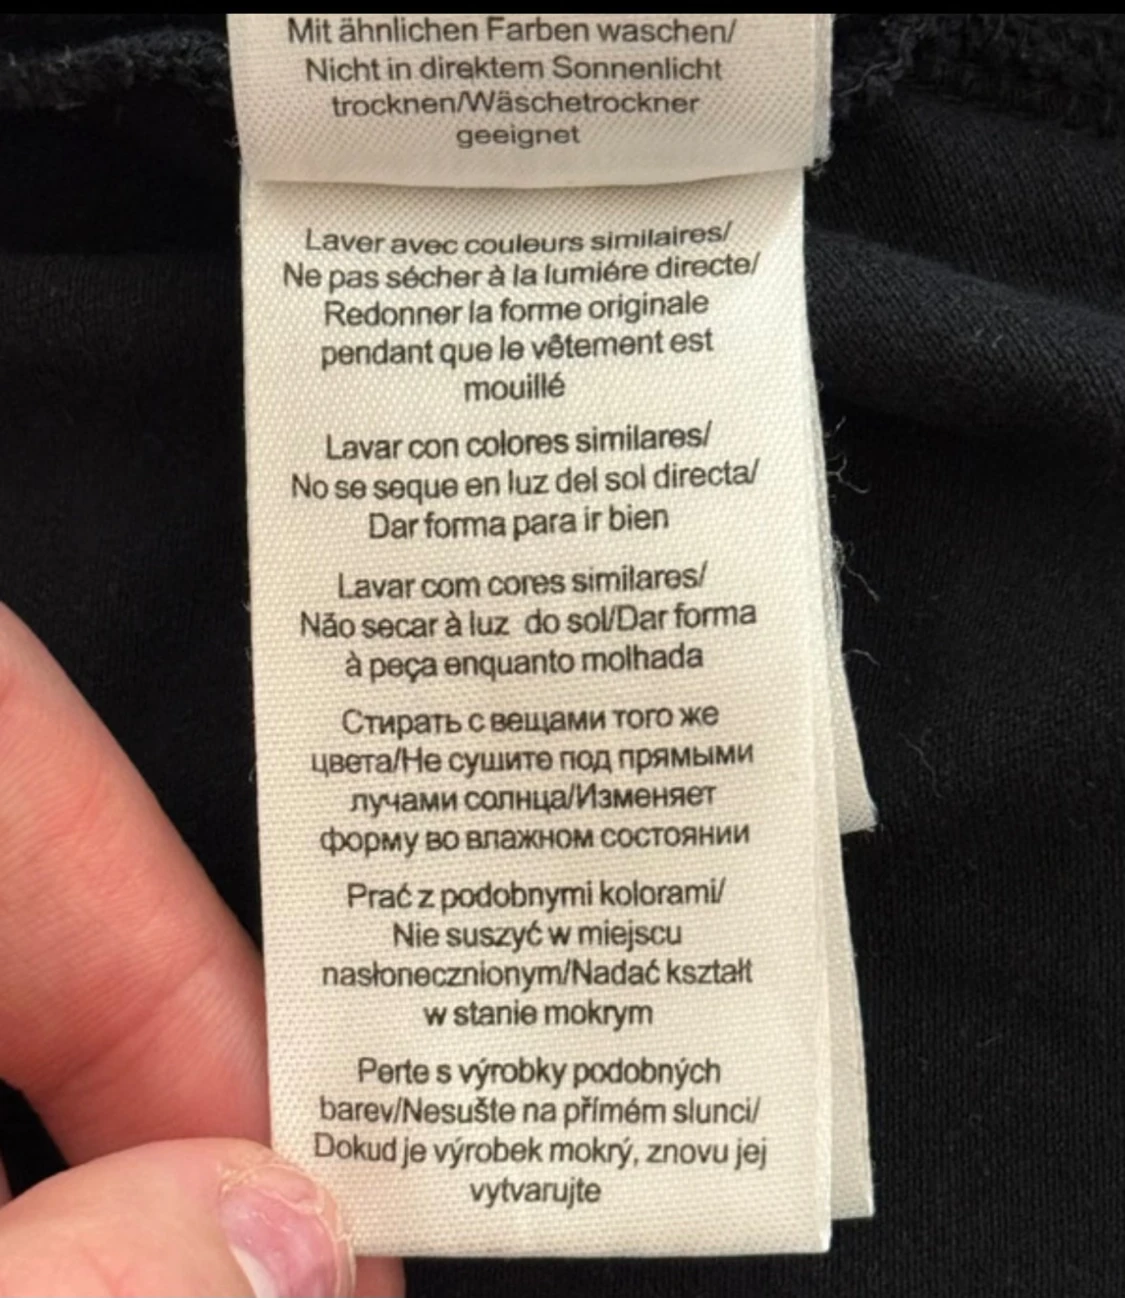 Mit ähnlichen Farben waschen/
Nicht in direktem Sonnenlicht
trocknen/Wäschetrockner
geeignet
Laver avec couleurs similaires/
Ne pas sécher à la lumiére directe/
Redonner la forme originale
pendant que le vêtement est
mouillé
Lavar con colores similares/
No se seque en luz del sol directa/
Dar forma para ir bien
Lavar com cores similares/
Não secar à luz do sol/Dar forma
à peça enquanto molhada
Стирать с вещами того же
цвета/Не сушите под прямыми
лучами солнца/Изменяет
форму во влажном состоянии
Prać z podobnymi kolorami/
Nie suszyć w miejscu
nasłonecznionym/Nadać kształt
w stanie mokrym
Perte s výrobky podobných
barev/Nesušte na přímém slunci/
Dokud je výrobek mokrý, znovu jej
vytvarujte